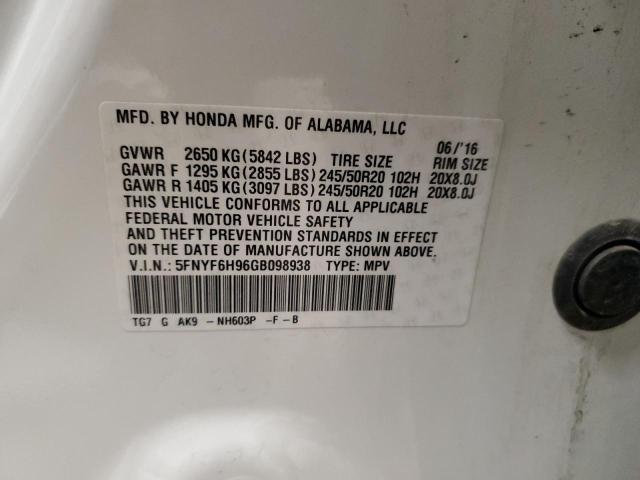 MFD. BY HONDA MFG. OF ALABAMA, LLC
06/'16
GVWR 2650 KG(5842 LBS) TIRE SIZE RIM SIZE
GAWR F 1295 KG(2855 LBS)245/50R20 102H 20X8.0J
GAWR R 1405 KG(3097 LBS)245/50R20 102H 20X8.0J
THIS VEHICLE CONFORMS TO ALL APPLICABLE
FEDERAL MOTOR VEHICLE SAFETY
AND THEFT PREVENTION STANDARDS IN EFFECT
ON THE DATE OF MANUFACTURE SHOWN ABOVE.
V.I.N.: 5FNYF6H96GB098938 TYPE: MPV
TG7 G AK9 -NH603P -F-B